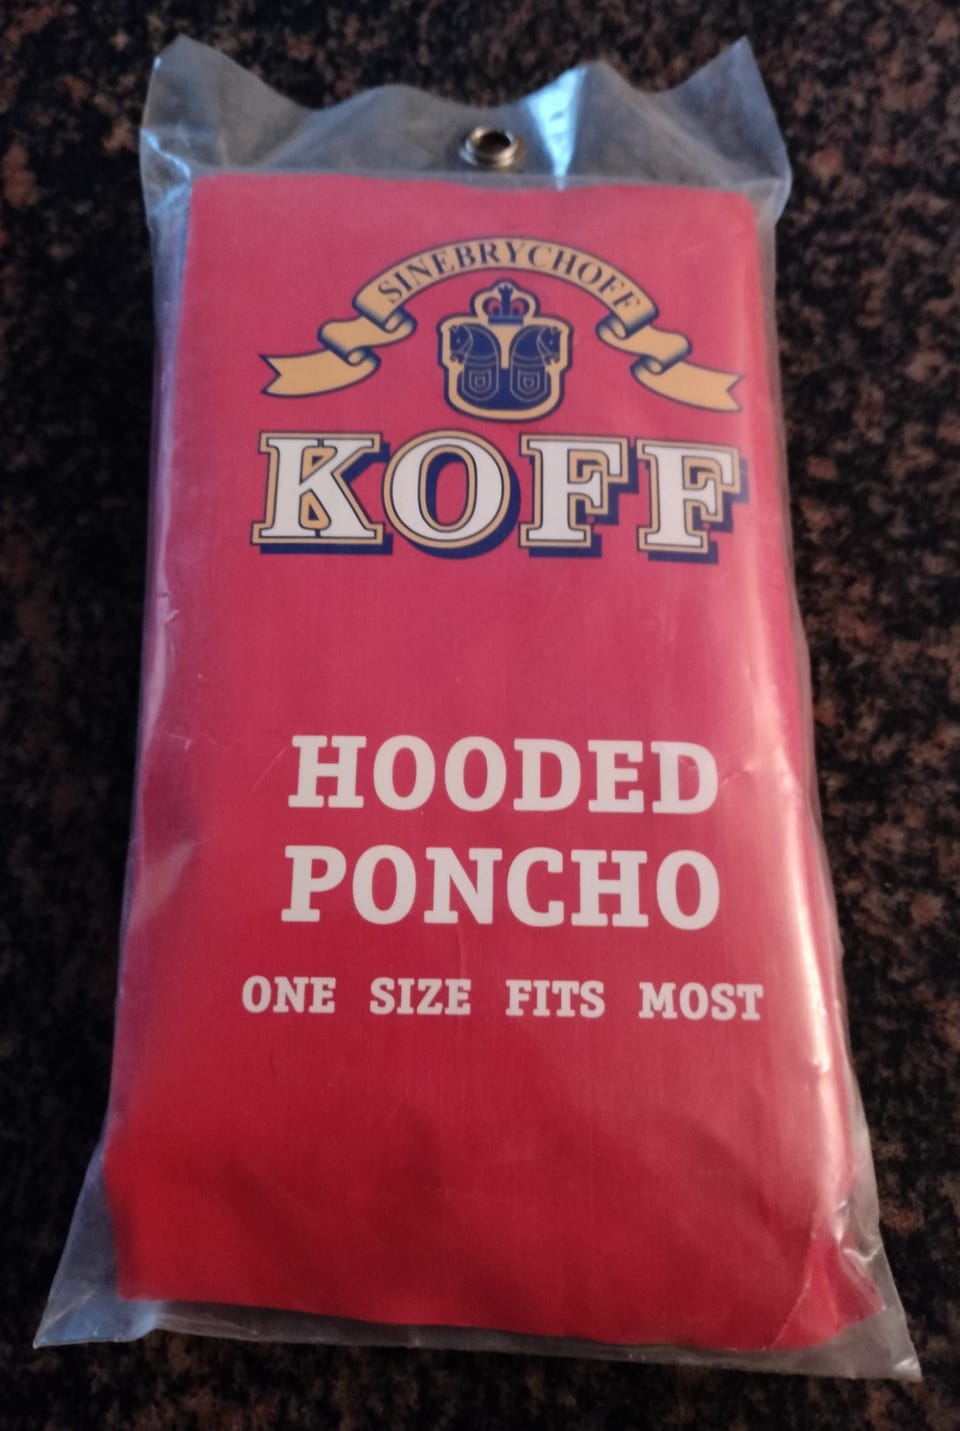 SINEBRYCHOFF
KOFF
HOODED
PONCHO
ONE SIZE FITS MOST